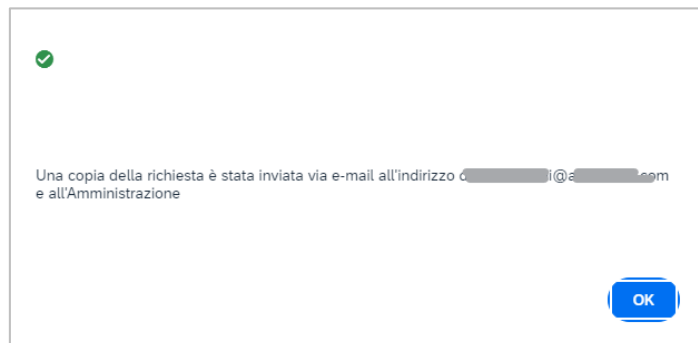 Una copia della richiesta è stata inviata via e-mail all'indirizzo
e all'Amministrazione
OK